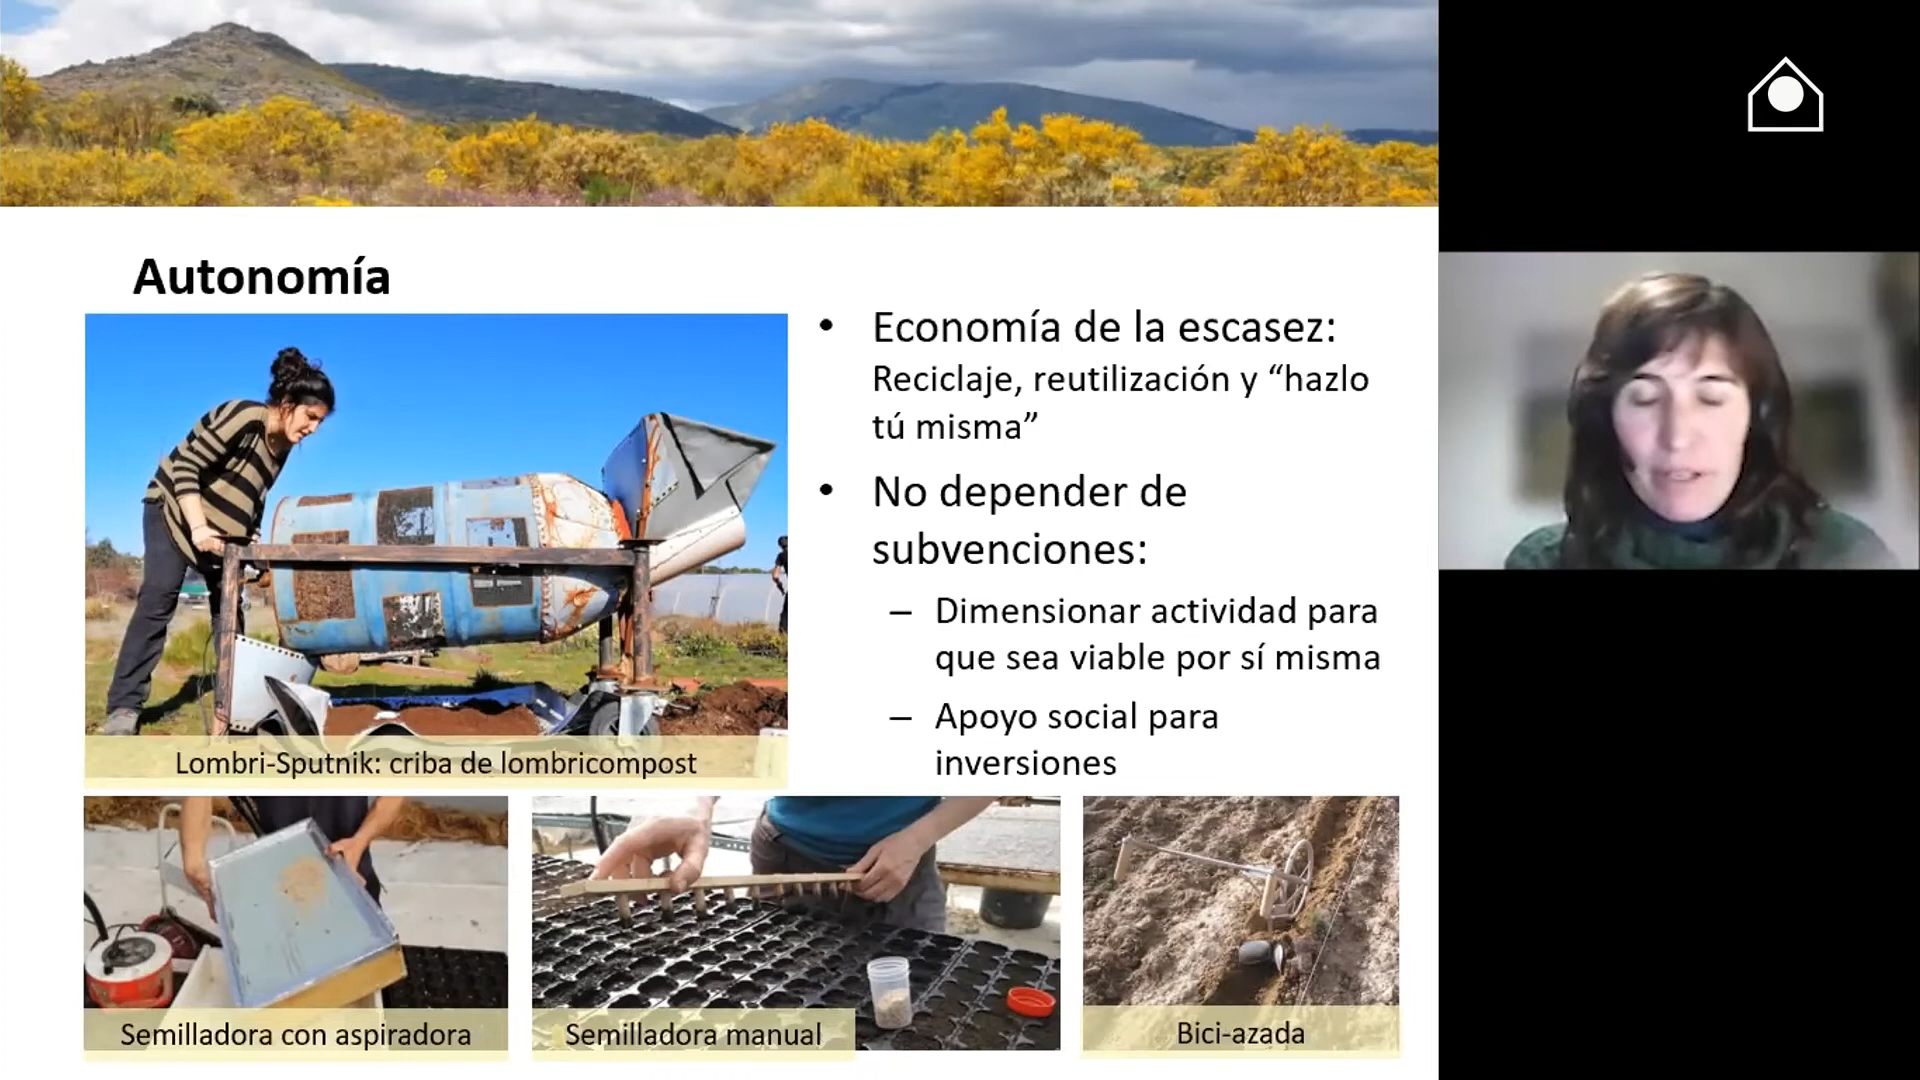 Autonomía
• Economía de la escasez:
Reciclaje, reutilización y “hazlo
tú misma”
• No depender de
subvenciones:
– Dimensionar actividad para
que sea viable por sí misma
– Apoyo social para
inversiones
Lombri-Sputnik: criba de lombricompost
Semilladora con aspiradora
Semilladora manual
Bici-azada